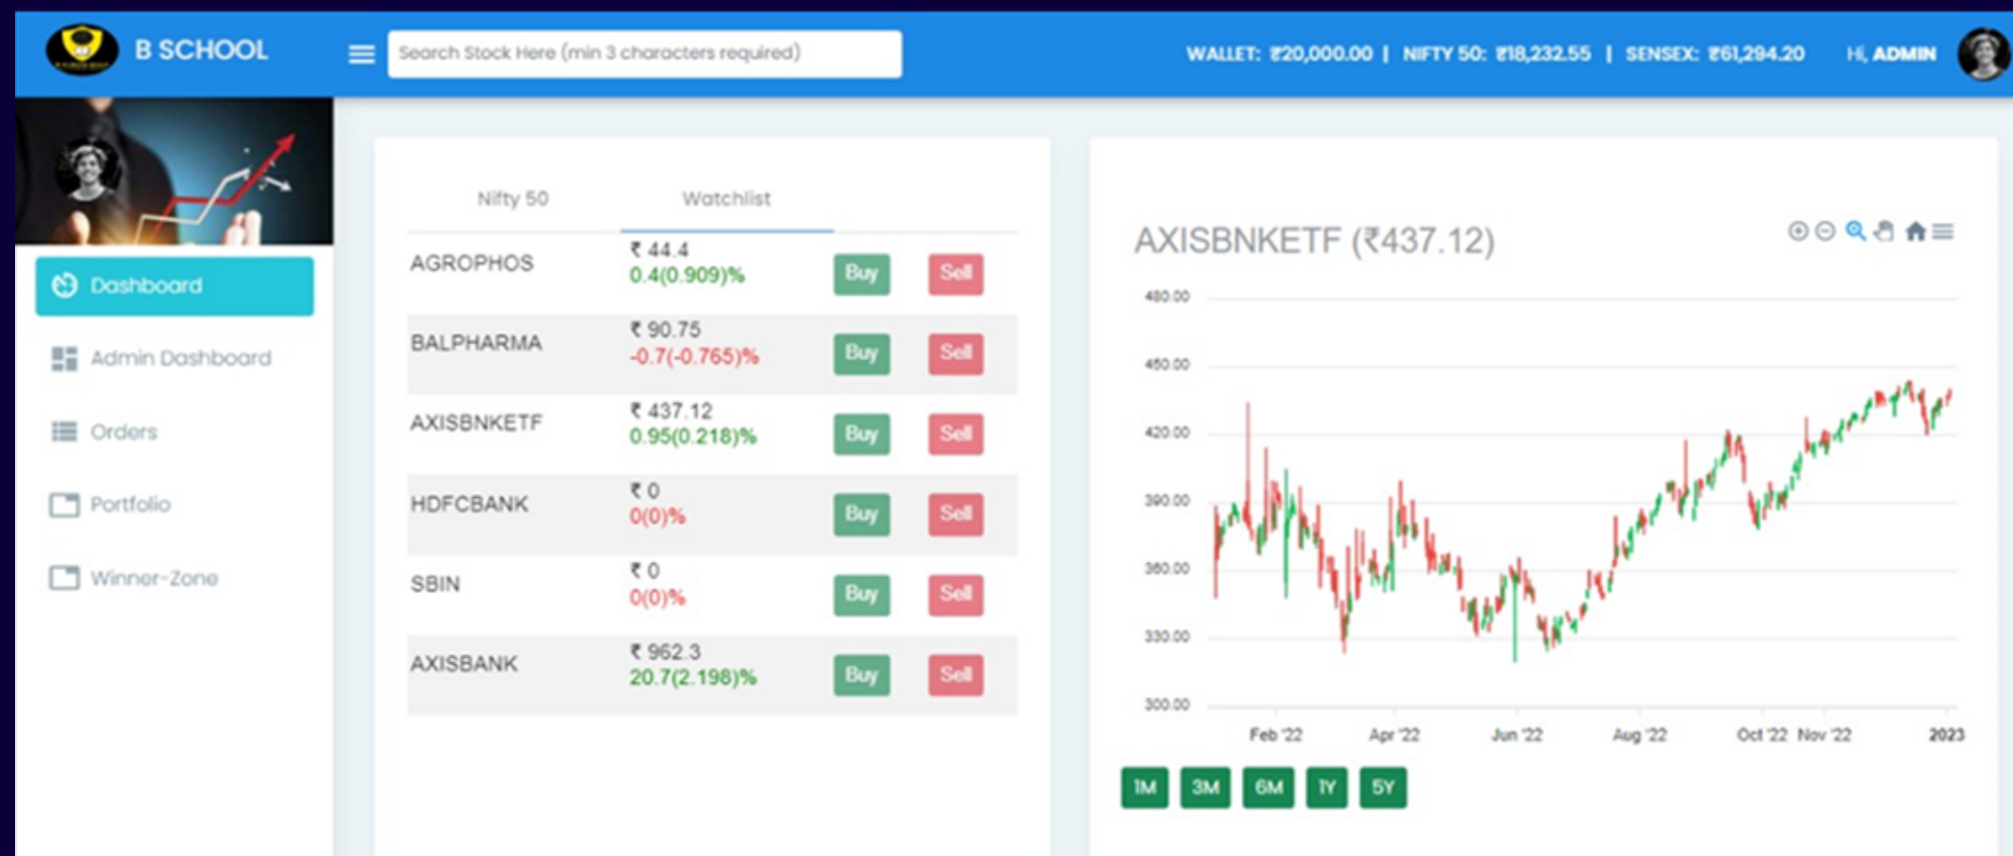 B SCHOOL
Search Stock Here (min 3 characters required)
WALLET: ₹20,000.00 | NIFTY 50: ₹18,232.55 | SENSEX: ₹61,294.20
Hi, ADMIN
Dashboard
Admin Dashboard
Orders
Portfolio
Winner-Zone
Nifty 50 Watchlist
AGROPHOS ₹ 44.4
0.4(0.909)% Buy Sell
BALPHARMA ₹ 90.75
-0.7(-0.765)% Buy Sell
AXISBNKETF ₹ 437.12
0.95(0.218)% Buy Sell
HDFCBANK ₹ 0
0(0)% Buy Sell
SBIN ₹ 0
0(0)% Buy Sell
AXISBANK ₹ 962.3
20.7(2.198)% Buy Sell
AXISBNKETF (₹437.12)
480.00
450.00
420.00
390.00
360.00
330.00
300.00
Feb '22 Apr '22 Jun '22 Aug '22 Oct '22 Nov '22 2023
1M 3M 6M 1Y 5Y